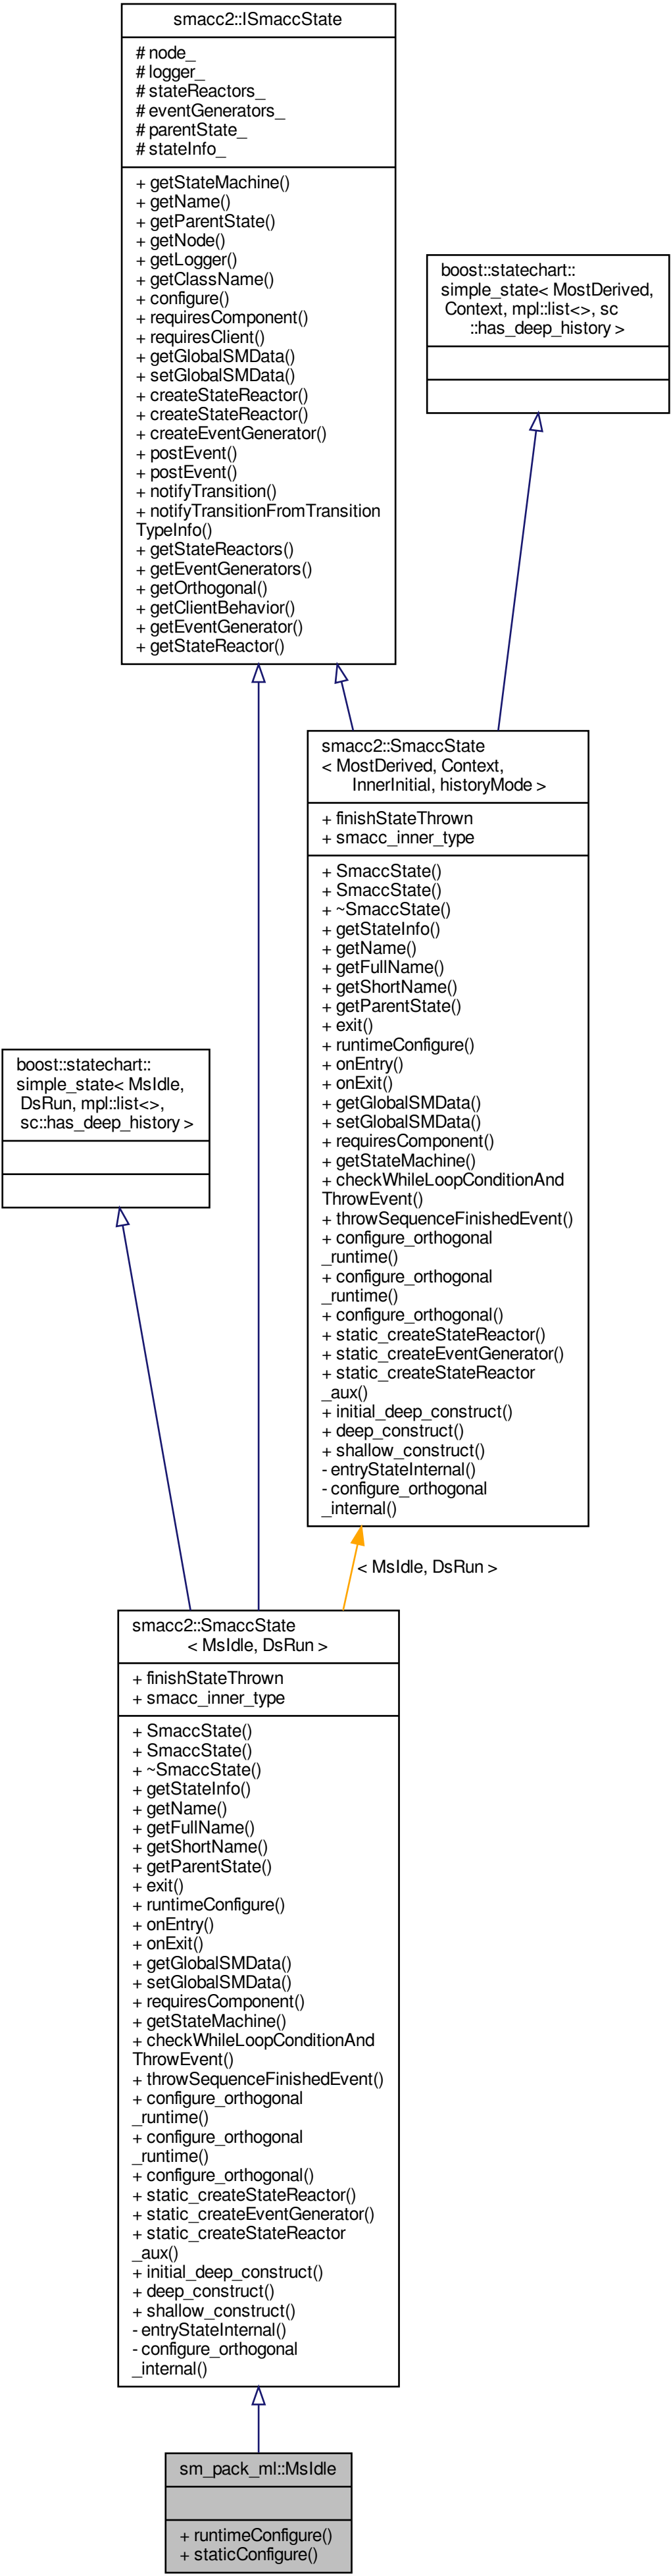 smacc2::ISmaccState
# node_
# logger_
# stateReactors_
# eventGenerators_
# parentState_
# stateInfo_
+ getStateMachine()
+ getName()
+ getParentState()
+ getNode()
+ getLogger()
+ getClassName()
+ configure()
+ requiresComponent()
+ requiresClient()
+ getGlobalSMData()
+ setGlobalSMData()
+ createStateReactor()
+ createStateReactor()
+ createEventGenerator()
+ postEvent()
+ postEvent()
+ notifyTransition()
+ notifyTransitionFromTransition
TypeInfo()
+ getStateReactors()
+ getEventGenerators()
+ getOrthogonal()
+ getClientBehavior()
+ getEventGenerator()
+ getStateReactor()
boost::statechart::
simple_state< MostDerived,
Context, mpl::list<>, sc
::has_deep_history >
smacc2::SmaccState
< MostDerived, Context,
InnerInitial, historyMode >
+ finishStateThrown
+ smacc_inner_type
+ SmaccState()
+ SmaccState()
+ ~SmaccState()
+ getStateInfo()
+ getName()
+ getFullName()
+ getShortName()
+ getParentState()
+ exit()
+ runtimeConfigure()
+ onEntry()
+ onExit()
+ getGlobalSMData()
+ setGlobalSMData()
+ requiresComponent()
+ getStateMachine()
+ checkWhileLoopConditionAnd
ThrowEvent()
+ throwSequenceFinishedEvent()
+ configure_orthogonal
_runtime()
+ configure_orthogonal
_runtime()
+ configure_orthogonal()
+ static_createStateReactor()
+ static_createEventGenerator()
+ static_createStateReactor
_aux()
+ initial_deep_construct()
+ deep_construct()
+ shallow_construct()
- entryStateInternal()
- configure_orthogonal
_internal()
boost::statechart::
simple_state< MsIdle,
DsRun, mpl::list<>,
sc::has_deep_history >
< MsIdle, DsRun >
smacc2::SmaccState
< MsIdle, DsRun >
+ finishStateThrown
+ smacc_inner_type
+ SmaccState()
+ SmaccState()
+ ~SmaccState()
+ getStateInfo()
+ getName()
+ getFullName()
+ getShortName()
+ getParentState()
+ exit()
+ runtimeConfigure()
+ onEntry()
+ onExit()
+ getGlobalSMData()
+ setGlobalSMData()
+ requiresComponent()
+ getStateMachine()
+ checkWhileLoopConditionAnd
ThrowEvent()
+ throwSequenceFinishedEvent()
+ configure_orthogonal
_runtime()
+ configure_orthogonal
_runtime()
+ configure_orthogonal()
+ static_createStateReactor()
+ static_createEventGenerator()
+ static_createStateReactor
_aux()
+ initial_deep_construct()
+ deep_construct()
+ shallow_construct()
- entryStateInternal()
- configure_orthogonal
_internal()
sm_pack_ml::MsIdle
+ runtimeConfigure()
+ staticConfigure()